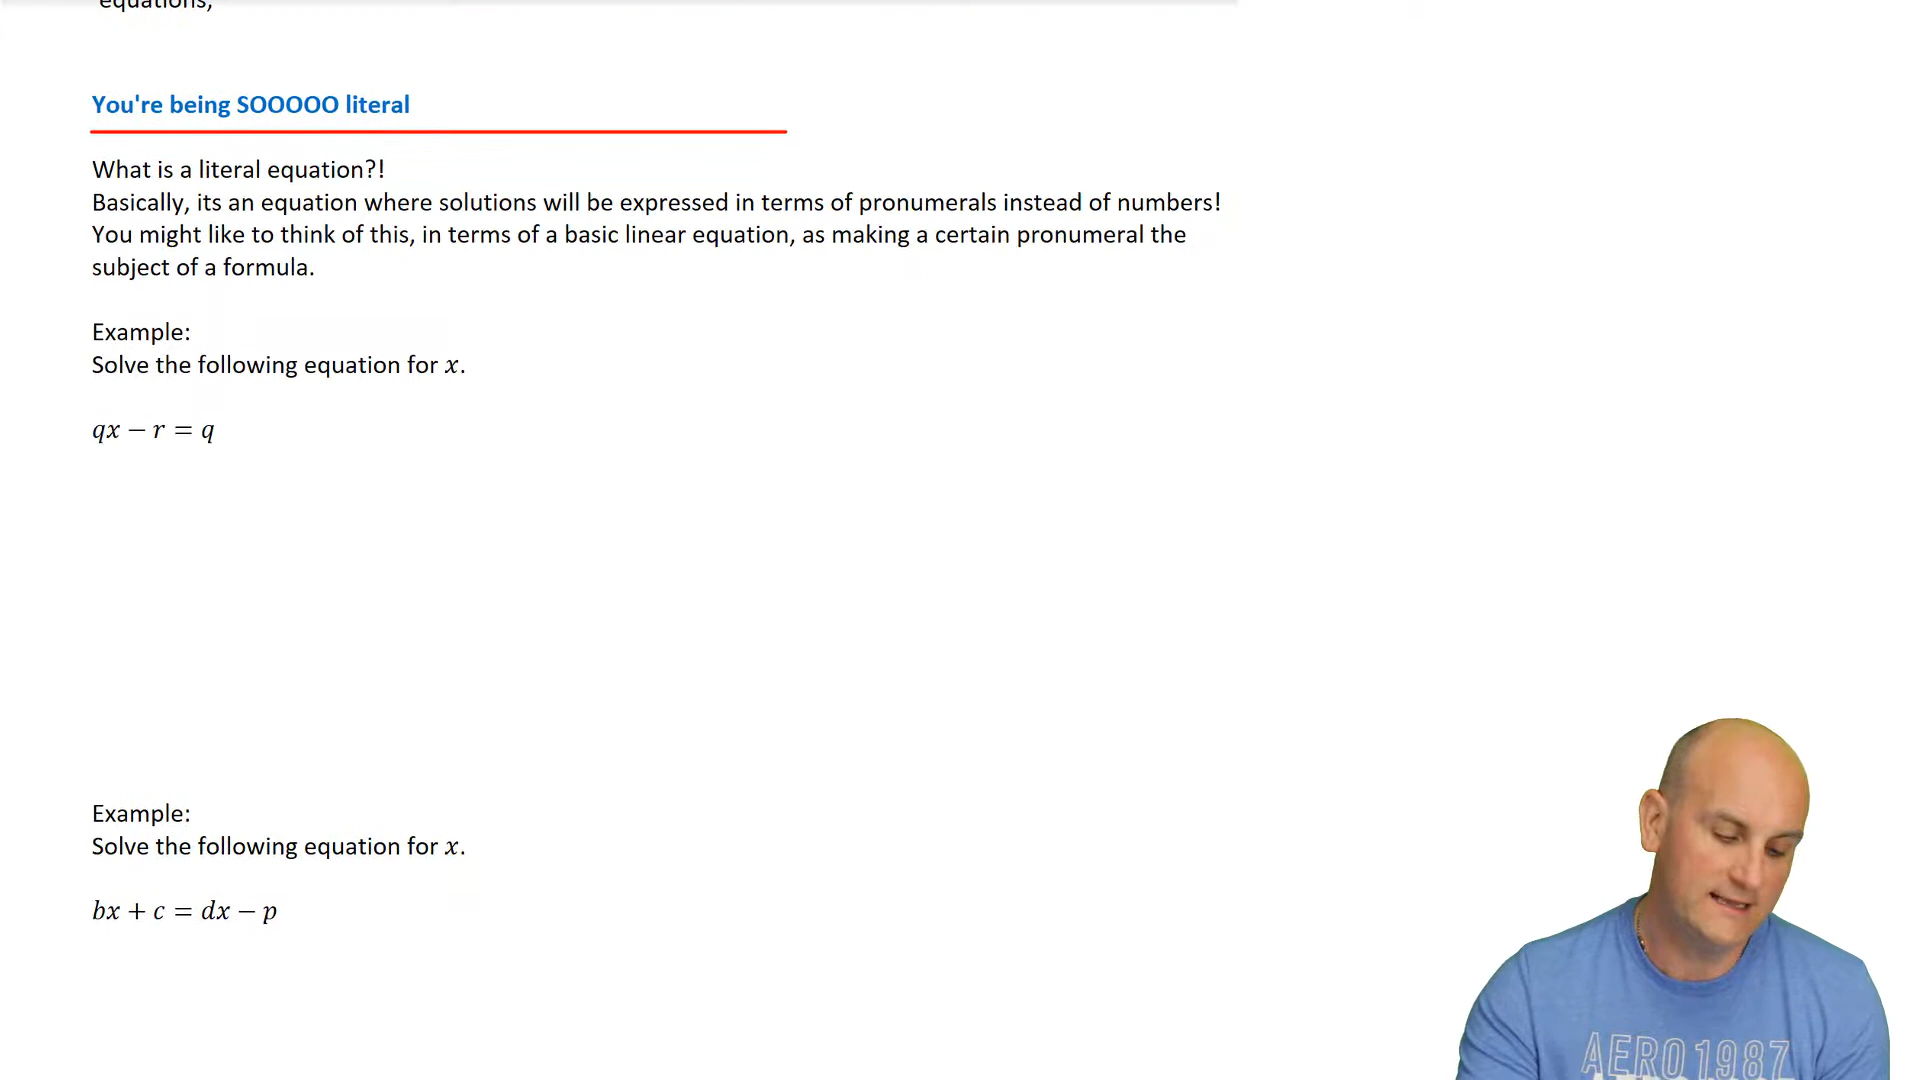 equations,
You're being SOOOOO literal
What is a literal equation?!
Basically, its an equation where solutions will be expressed in terms of pronumerals instead of numbers!
You might like to think of this, in terms of a basic linear equation, as making a certain pronumeral the
subject of a formula.
Example:
Solve the following equation for x.
qx − r = q
Example:
Solve the following equation for x.
bx + c = dx − p
AERO 1987